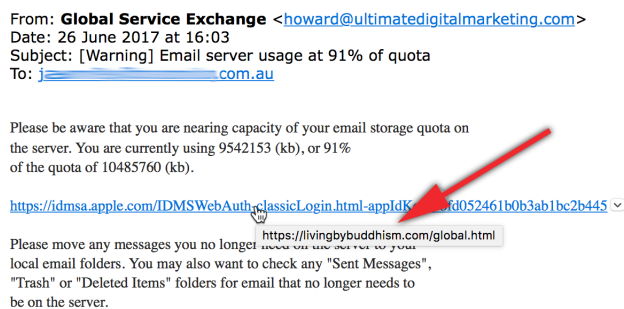 From: Global Service Exchange <howard@ultimatedigitalmarketing.com>
Date: 26 June 2017 at 16:03
Subject: [Warning] Email server usage at 91% of quota
To: j .com.au
Please be aware that you are nearing capacity of your email storage quota on
the server. You are currently using 9542153 (kb), or 91%
of the quota of 10485760 (kb).
https://idmsa.apple.com/IDMSWebAuth classicLogin.html-appIdK fd052461b0b3ab1bc2b445
https://livingbybuddhism.com/global.html
Please move any messages you no longer need on the server to your
local email folders. You may also want to check any "Sent Messages",
"Trash" or "Deleted Items" folders for email that no longer needs to
be on the server.